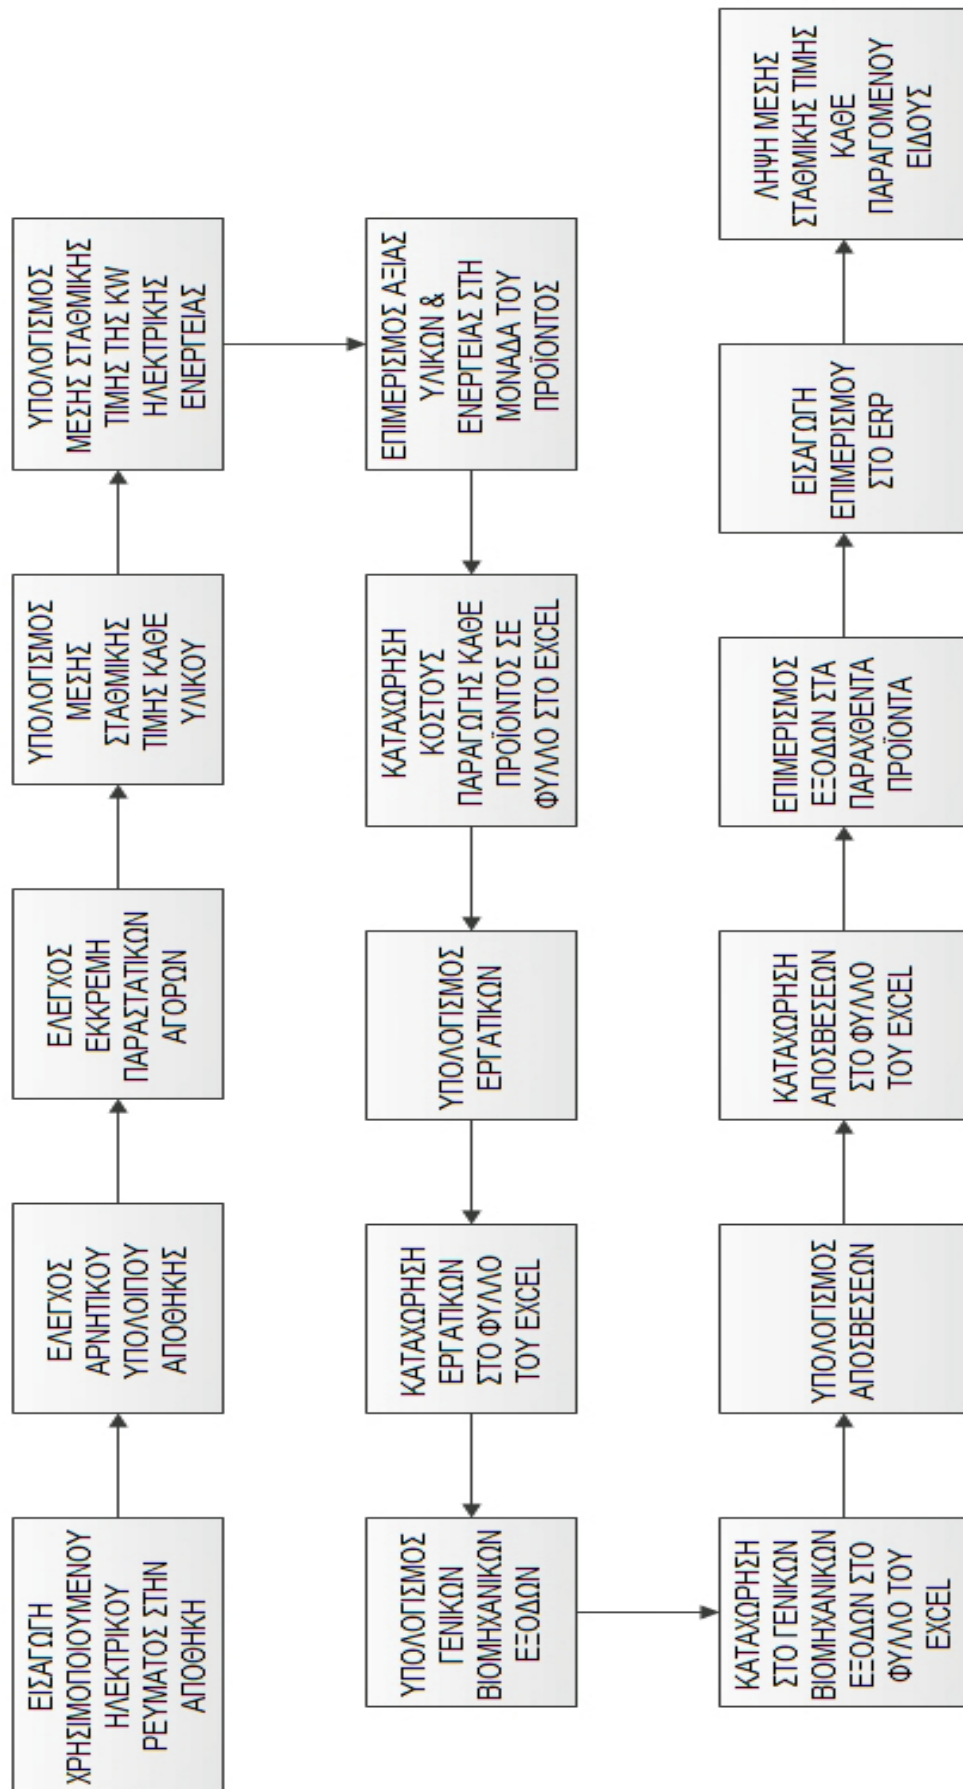 ΕΙΣΑΓΩΓΗ
ΧΡΗΣΙΜΟΠΟΙΟΥΜΕΝΟΥ
ΗΛΕΚΤΡΙΚΟΥ
ΡΕΥΜΑΤΟΣ ΣΤΗΝ
ΑΠΟΘΗΚΗ
ΕΛΕΓΧΟΣ
ΑΡΝΗΤΙΚΟΥ
ΥΠΟΛΟΙΠΟΥ
ΑΠΟΘΗΚΗΣ
ΕΛΕΓΧΟΣ
ΕΚΚΡΕΜΗ
ΠΑΡΑΣΤΑΤΙΚΩΝ
ΑΓΟΡΩΝ
ΥΠΟΛΟΓΙΣΜΟΣ
ΜΕΣΗΣ
ΣΤΑΘΜΙΚΗΣ
ΤΙΜΗΣ ΚΑΘΕ
ΥΛΙΚΟΥ
ΥΠΟΛΟΓΙΣΜΟΣ
ΜΕΣΗΣ ΣΤΑΘΜΙΚΗΣ
ΤΙΜΗΣ ΤΗΣ KW
ΗΛΕΚΤΡΙΚΗΣ
ΕΝΕΡΓΕΙΑΣ
ΕΠΙΜΕΡΙΣΜΟΣ ΑΞΙΑΣ
ΥΛΙΚΩΝ &
ΕΝΕΡΓΕΙΑΣ ΣΤΗ
ΜΟΝΑΔΑ ΤΟΥ
ΠΡΟΪΟΝΤΟΣ
ΚΑΤΑΧΩΡΗΣΗ
ΚΟΣΤΟΥΣ
ΠΑΡΑΓΩΓΗΣ ΚΑΘΕ
ΠΡΟΪΟΝΤΟΣ ΣΕ
ΦΥΛΛΟ ΣΤΟ EXCEL
ΥΠΟΛΟΓΙΣΜΟΣ
ΕΡΓΑΤΙΚΩΝ
ΚΑΤΑΧΩΡΗΣΗ
ΕΡΓΑΤΙΚΩΝ
ΣΤΟ ΦΥΛΛΟ
ΤΟΥ EXCEL
ΥΠΟΛΟΓΙΣΜΟΣ
ΓΕΝΙΚΩΝ
ΒΙΟΜΗΧΑΝΙΚΩΝ
ΕΞΟΔΩΝ
ΚΑΤΑΧΩΡΗΣΗ
ΣΤΟ ΓΕΝΙΚΩΝ
ΒΙΟΜΗΧΑΝΙΚΩΝ
ΕΞΟΔΩΝ ΣΤΟ
ΦΥΛΛΟ ΤΟΥ
EXCEL
ΥΠΟΛΟΓΙΣΜΟΣ
ΑΠΟΣΒΕΣΕΩΝ
ΚΑΤΑΧΩΡΗΣΗ
ΑΠΟΣΒΕΣΕΩΝ
ΣΤΟ ΦΥΛΛΟ
ΤΟΥ EXCEL
ΕΠΙΜΕΡΙΣΜΟΣ
ΕΞΟΔΩΝ ΣΤΑ
ΠΑΡΑΧΘΕΝΤΑ
ΠΡΟΪΟΝΤΑ
ΕΙΣΑΓΩΓΗ
ΕΠΙΜΕΡΙΣΜΟΥ
ΣΤΟ ERP
ΛΗΨΗ ΜΕΣΗΣ
ΣΤΑΘΜΙΚΗΣ ΤΙΜΗΣ
ΚΑΘΕ
ΠΑΡΑΓΟΜΕΝΟΥ
ΕΙΔΟΥΣ